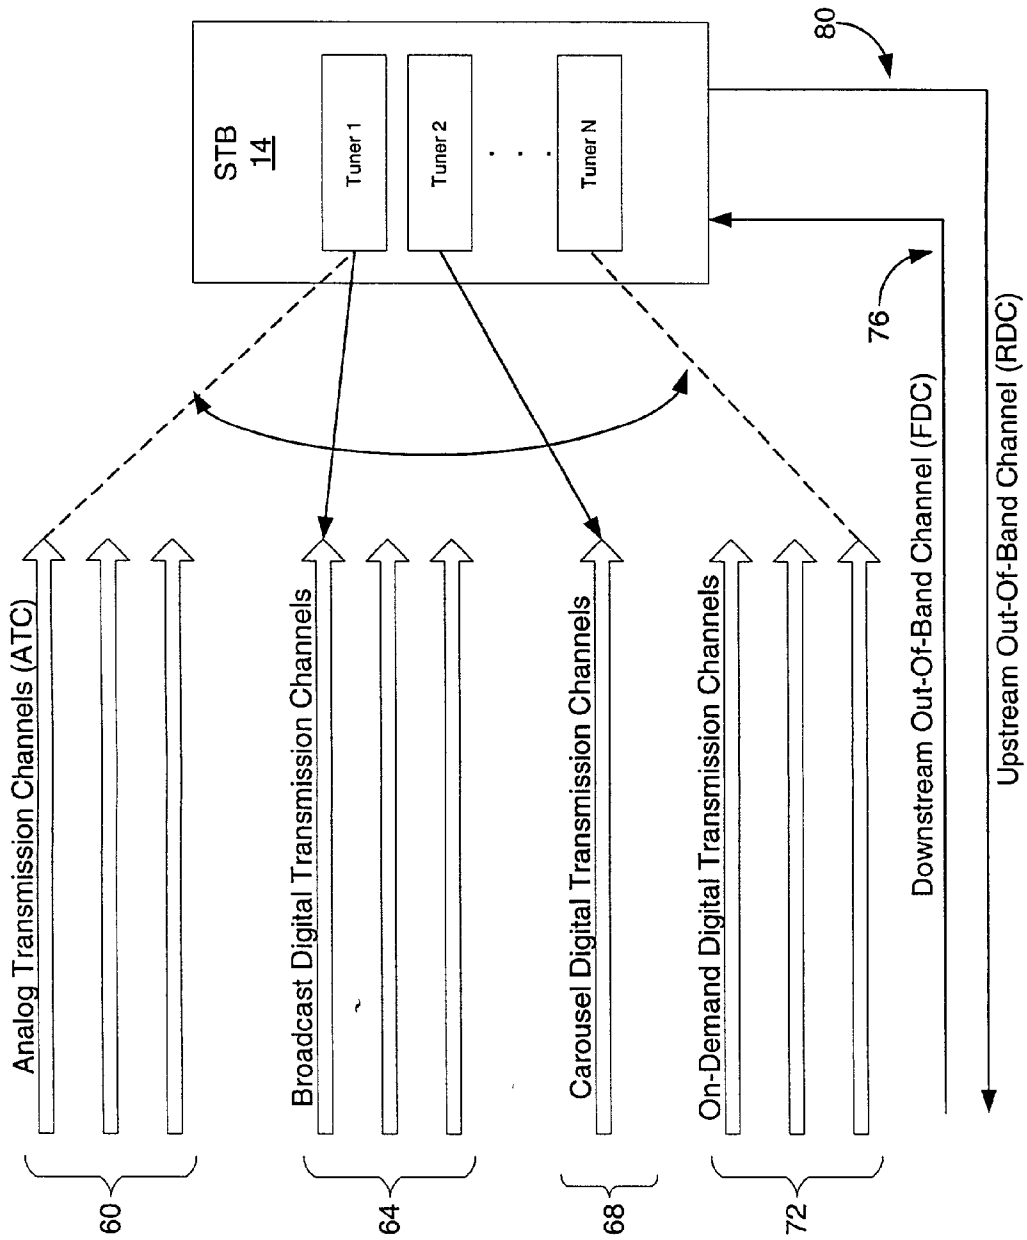 Analog Transmission Channels (ATC)
60
Broadcast Digital Transmission Channels
64
Carousel Digital Transmission Channels
68
On-Demand Digital Transmission Channels
72
STB
14
Tuner 1
Tuner 2
. . .
Tuner N
80
76
Downstream Out-Of-Band Channel (FDC)
Upstream Out-Of-Band Channel (RDC)